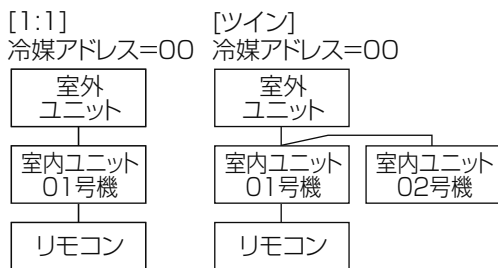 [1:1]
冷媒アドレス=00
室外
ユニット
室内ユニット
01号機
リモコン
[ツイン]
冷媒アドレス=00
室外
ユニット
室内ユニット
01号機
室内ユニット
02号機
リモコン